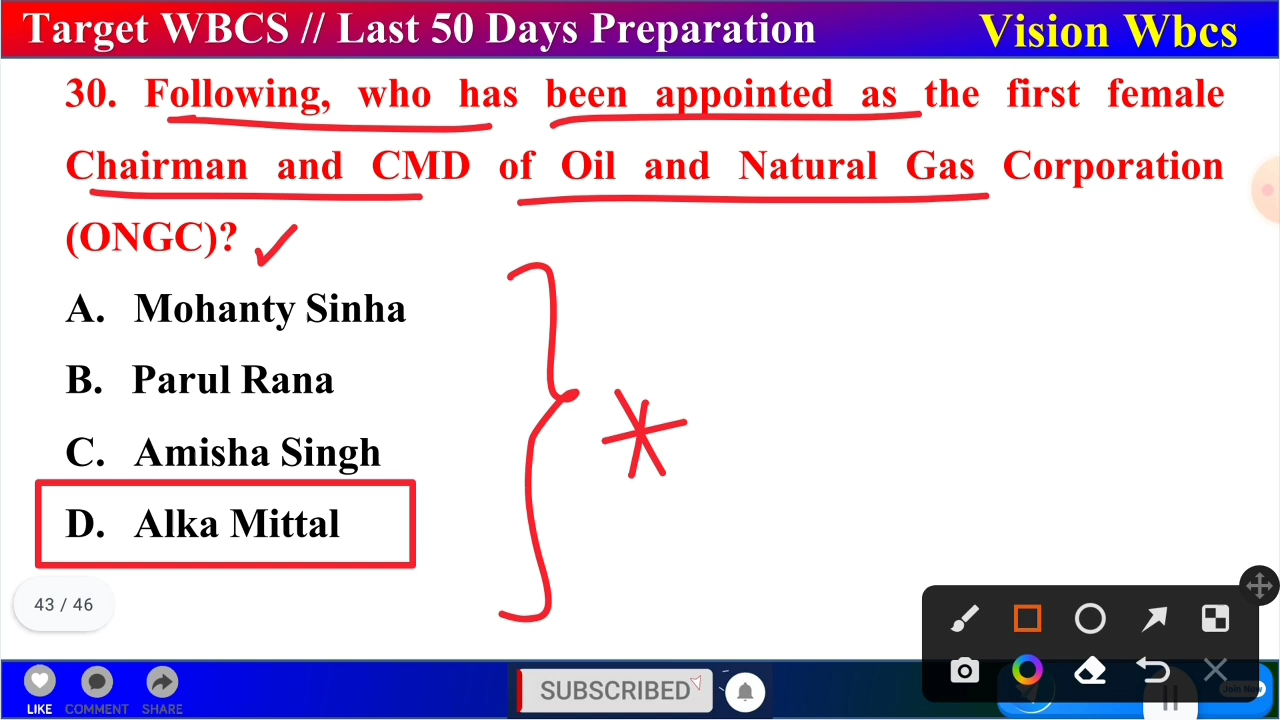 Target WBCS // Last 50 Days Preparation Vision Wbcs
30. Following, who has been appointed as the first female
Chairman and CMD of Oil and Natural Gas Corporation
(ONGC)?
A. Mohanty Sinha
B. Parul Rana
C. Amisha Singh
D. Alka Mittal
43 / 46
LIKE COMMENT SHARE
SUBSCRIBED
Join Now